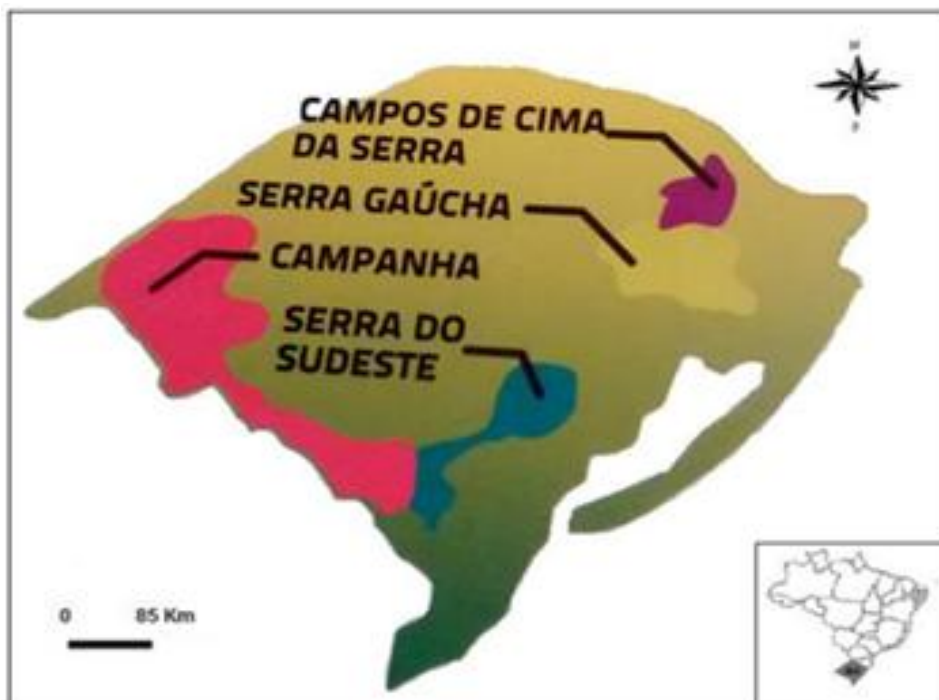 N
CAMPOS DE CIMA
DA SERRA
SERRA GAÚCHA
CAMPANHA
SERRA DO
SUDESTE
0 85 Km